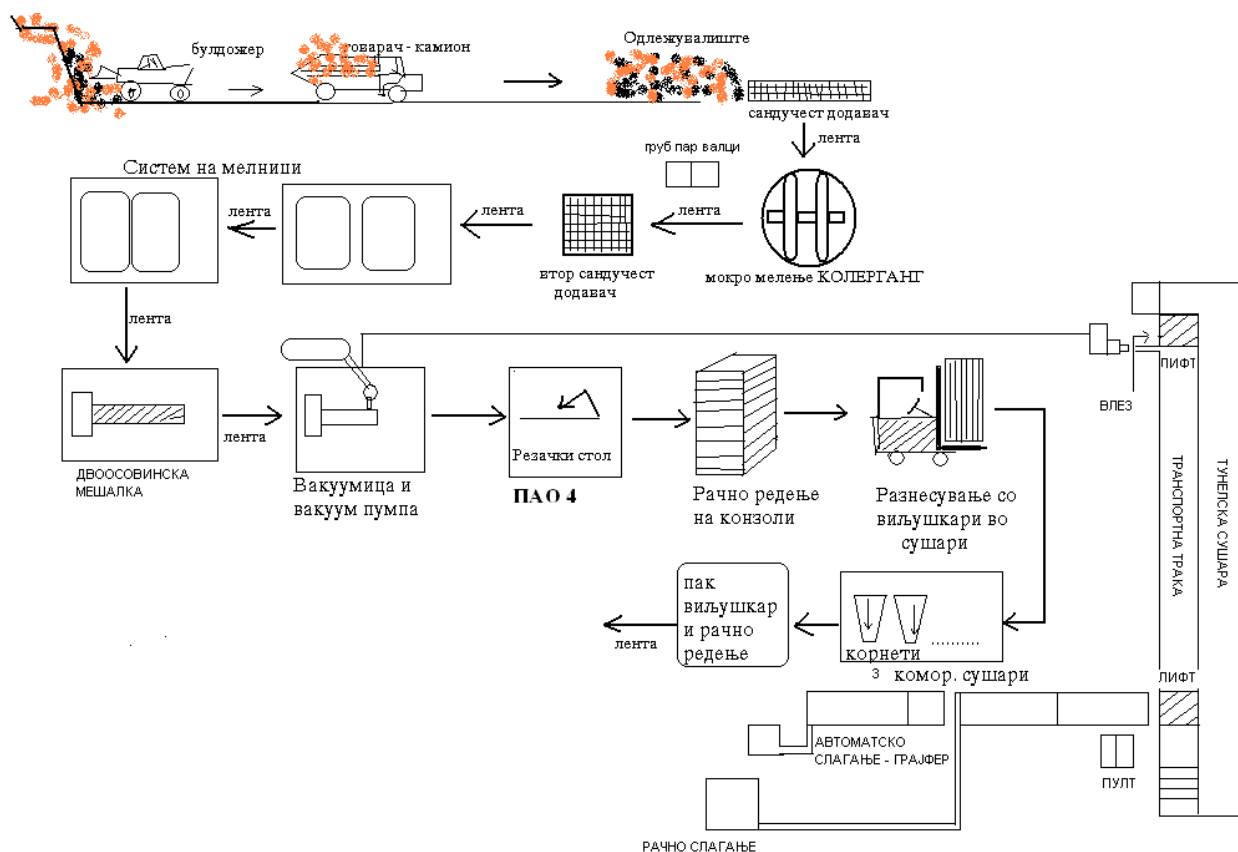 булдожер
товарач - камион
Одлежувалиште
сандучест додавач
лента
груб пар валци
Систем на мелници
лента
лента
лента
втор сандучест
додавач
мокро мелење КОЛЕРГАНГ
лента
ЛИФТ
ВЛЕЗ
лента
Резачки стол
ДВООСОВИНСКА
МЕШАЛКА
Вакуумица и
вакуум пумпа
ПАО 4
Рачно редење
на конзоли
Разнесување со
виљушкари во
сушари
ТРАНСПОРТНА ТРАКА
ТУНЕЛСКА СУШАРА
пак
виљушкар
и рачно
редење
лента
корнети
3 комор. сушари
ЛИФТ
АВТОМАТСКО
СЛАГАЊЕ - ГРАЈФЕР
ПУЛТ
РАЧНО СЛАГАЊЕ